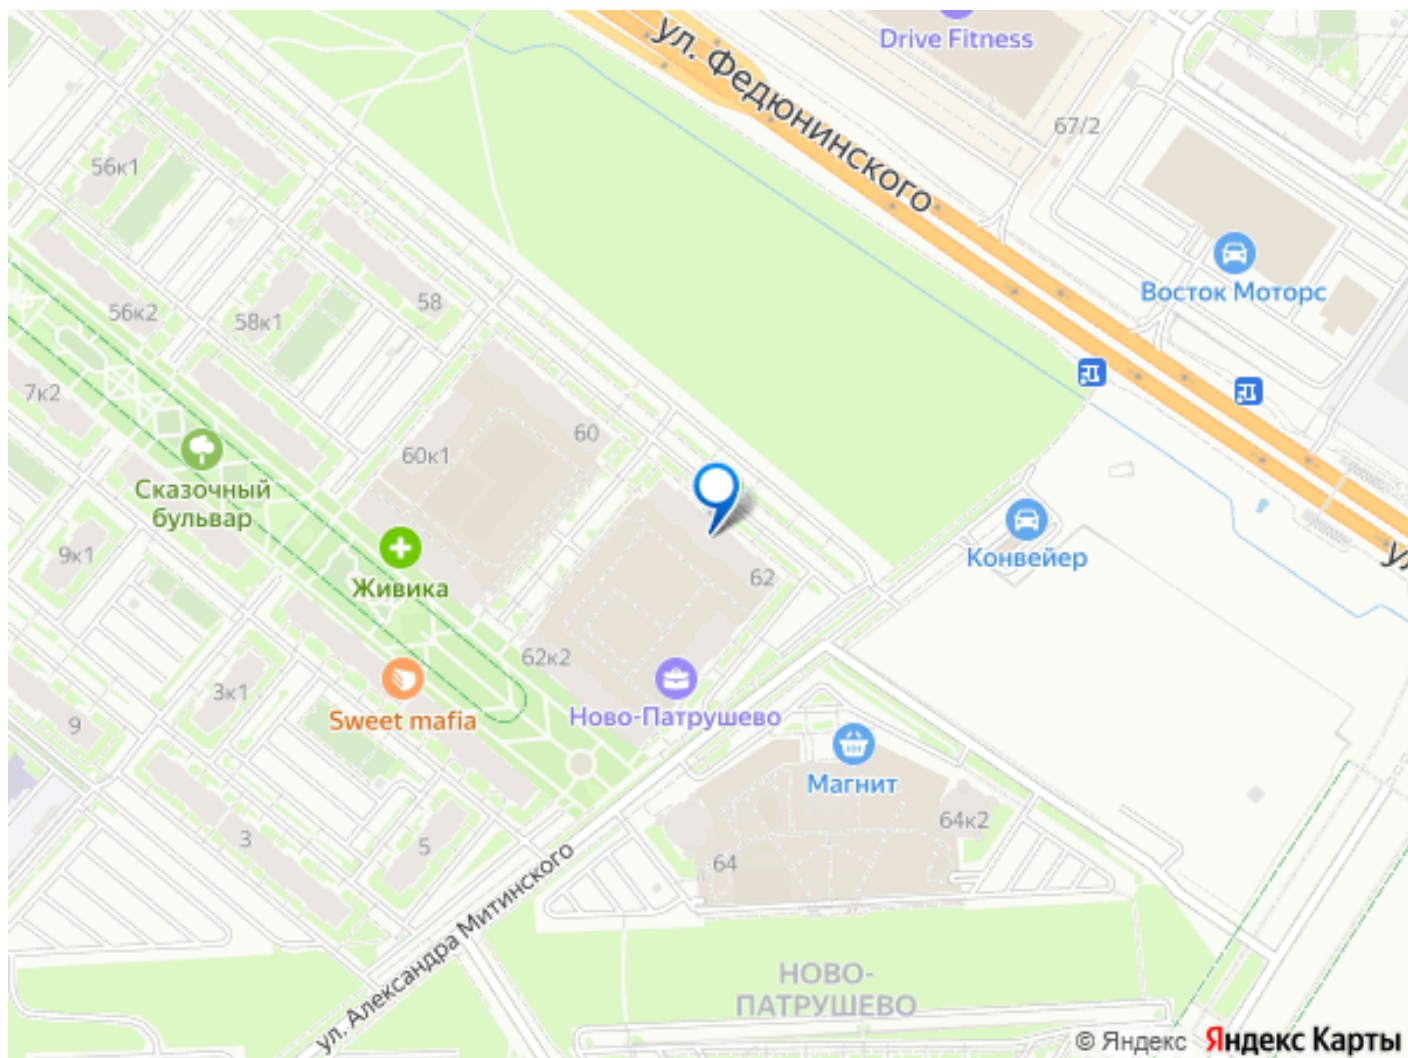 Drive Fitness
ул. Федюнинского
67/2
56к1
Восток Моторс
58
56к2
58к1
7к2
60
60к1
Сказочный
бульвар
9к1
Живика
Конвейер
62
62к2
3к1
9
Sweet mafia
Ново-Патрушево
Магнит
64к2
3
5
64
ул. Александра Митинского
НОВО-
ПАТРУШЕВО
© Яндекс Яндекс Карты